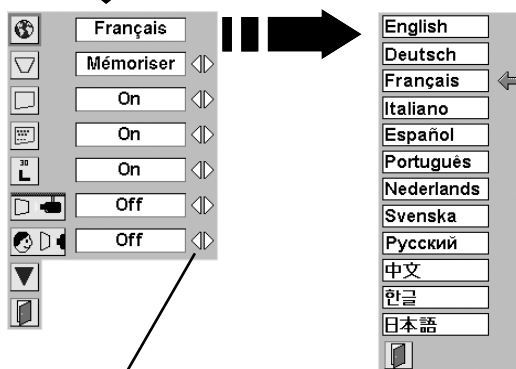 Français
Mémoriser
On
On
30
L
On
Off
Off
English
Deutsch
Français
Italiano
Español
Português
Nederlands
Svenska
Русский
中文
한글
日本語